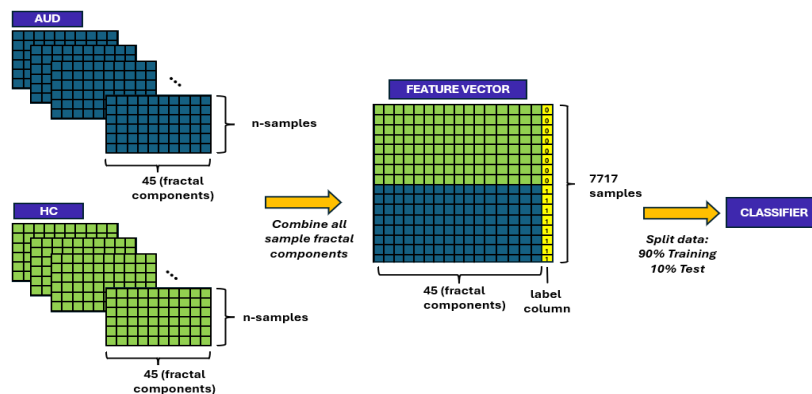 AUD
...
n-samples
45 (fractal
components)
HC
...
n-samples
45 (fractal
components)
Combine all
sample fractal
components
FEATURE VECTOR
0
0
0
0
0
0
0
0
1
1
1
1
1
1
1
1
7717
samples
45 (fractal
components)
label
column
Split data:
90% Training
10% Test
CLASSIFIER